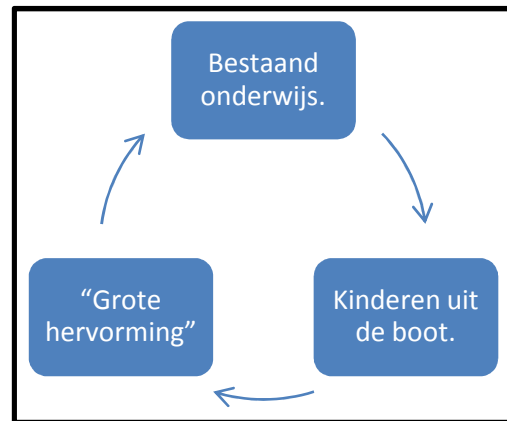 Bestaand
onderwijs.
Kinderen uit
de boot.
“Grote
hervorming”